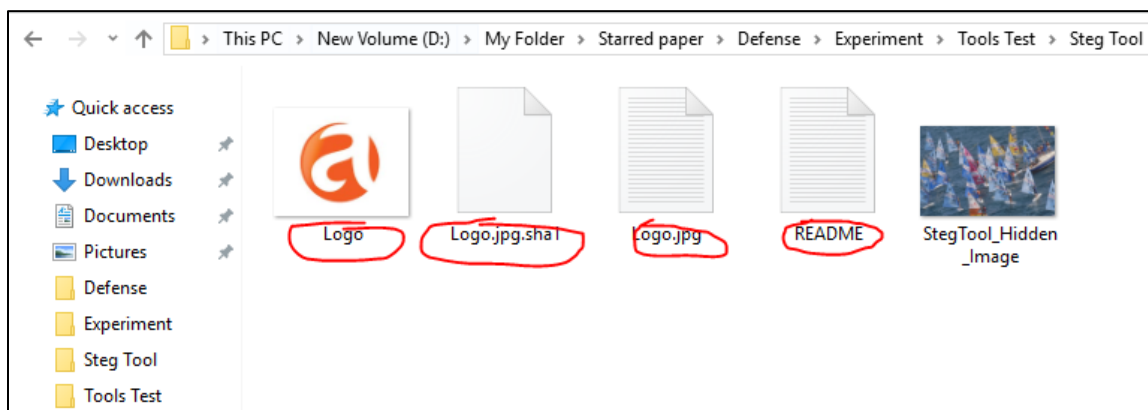 This PC > New Volume (D:) > My Folder > Starred paper > Defense > Experiment > Tools Test > Steg Tool
Quick access
Desktop
Downloads
Documents
Pictures
Defense
Experiment
Steg Tool
Tools Test
Logo
Logo.jpg.sha1
Logo.jpg
README
StegTool_Hidden
_Image